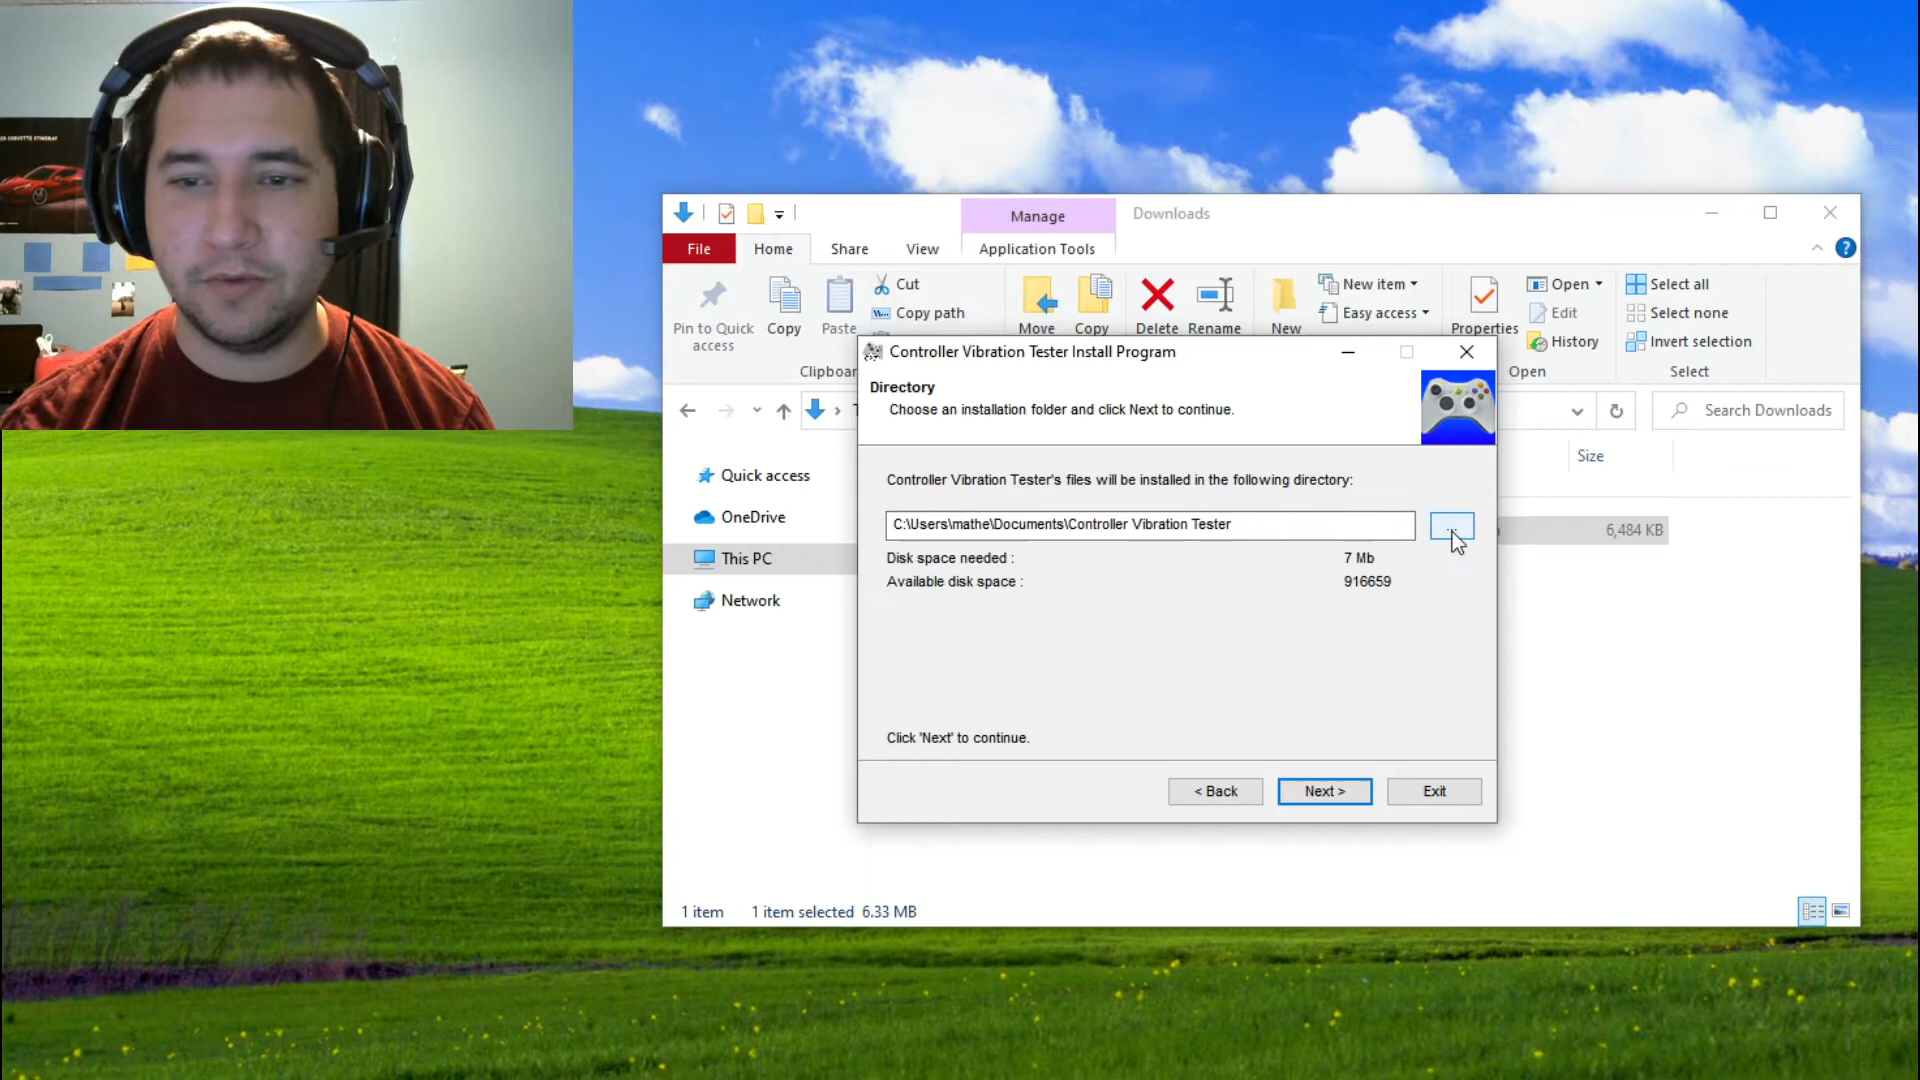 CORVETTE STINGRAY
Manage
Downloads
File
Home
Share
View
Application Tools
Pin to Quick
access
Copy
Paste
Cut
Copy path
Move
Copy
Delete
Rename
New
New item
Easy access
Properties
Open
Edit
History
Select all
Select none
Invert selection
Clipboar
Open
Select
Search Downloads
Quick access
OneDrive
This PC
Network
Size
6,484 KB
Controller Vibration Tester Install Program
Directory
Choose an installation folder and click Next to continue.
Controller Vibration Tester's files will be installed in the following directory:
C:\Users\mathe\Documents\Controller Vibration Tester
...
Disk space needed :
7 Mb
Available disk space :
916659
Click 'Next' to continue.
< Back
Next >
Exit
1 item
1 item selected
6.33 MB